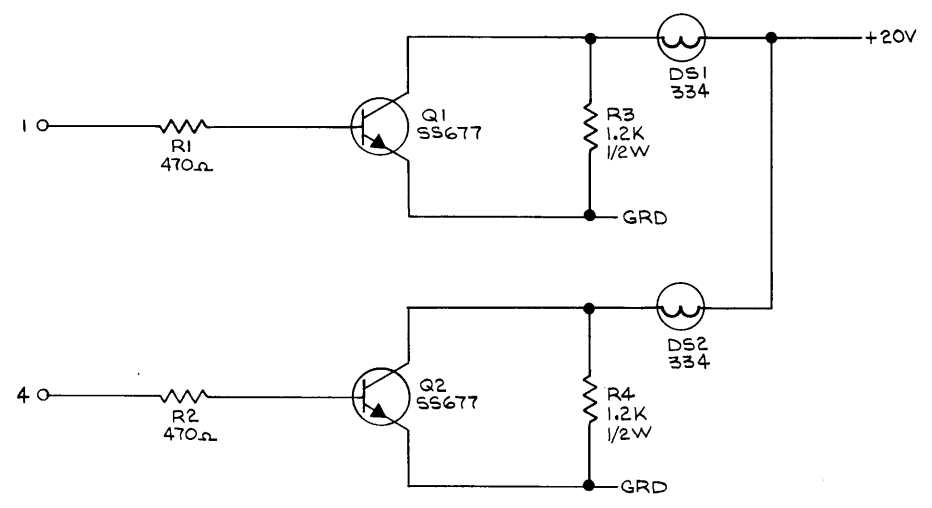 +20V
DS1
334
Q1
SS677
R3
1.2K
1/2W
1
R1
470Ω
GRD
DS2
334
Q2
SS677
R4
1.2K
1/2W
4
R2
470Ω
GRD